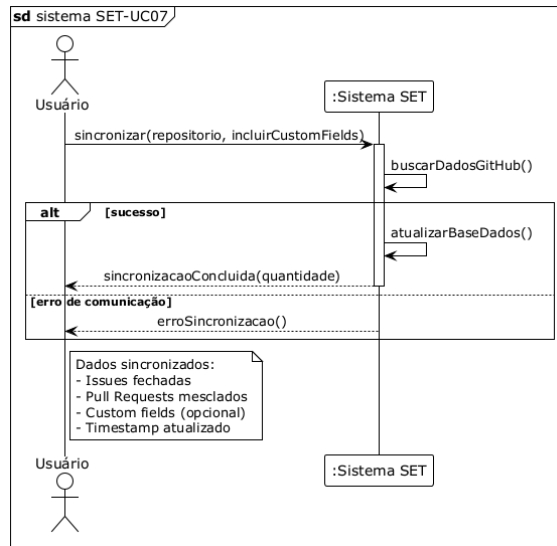 sd sistema SET-UC07
Usuário
:Sistema SET
sincronizar(repositorio, incluirCustomFields)
buscarDadosGitHub()
alt [sucesso]
atualizarBaseDados()
sincronizacaoConcluida(quantidade)
[erro de comunicação]
erroSincronizacao()
Dados sincronizados:
- Issues fechadas
- Pull Requests mesclados
- Custom fields (opcional)
- Timestamp atualizado
Usuário
:Sistema SET